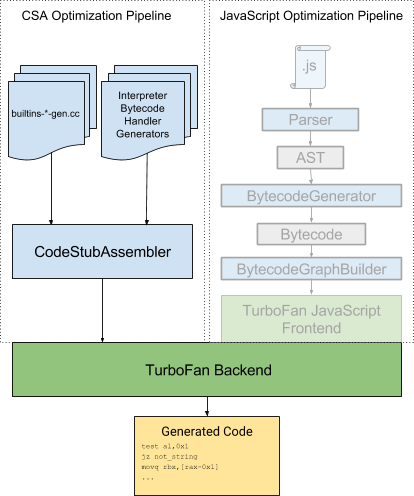 CSA Optimization Pipeline
JavaScript Optimization Pipeline
builtins-*-gen.cc
Interpreter
Bytecode
Handler
Generators
CodeStubAssembler
.js
Parser
AST
BytecodeGenerator
Bytecode
BytecodeGraphBuilder
TurboFan JavaScript
Frontend
TurboFan Backend
Generated Code
test al,0x1
jz not_string
movq rbx,[rax-0x1]
...